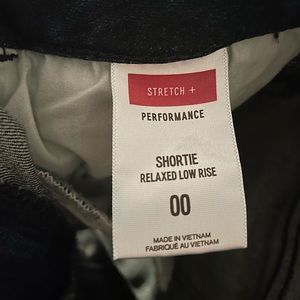 STRETCH +
PERFORMANCE
SHORTIE
RELAXED LOW RISE
00
MADE IN VIETNAM
FABRIQUÉ AU VIETNAM